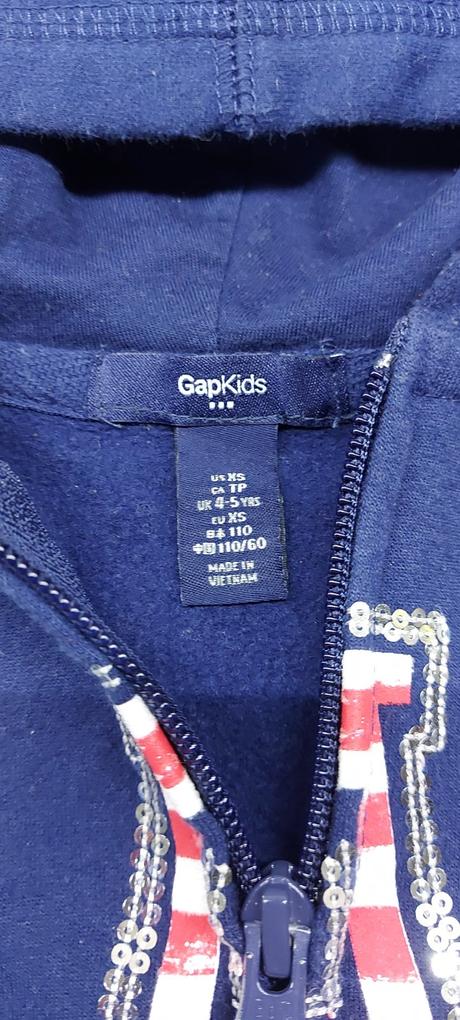 GapKids
US XS
CA TP
UK 4-5 YRS
EU XS
日本 110
中国 110/60
MADE IN
VIETNAM